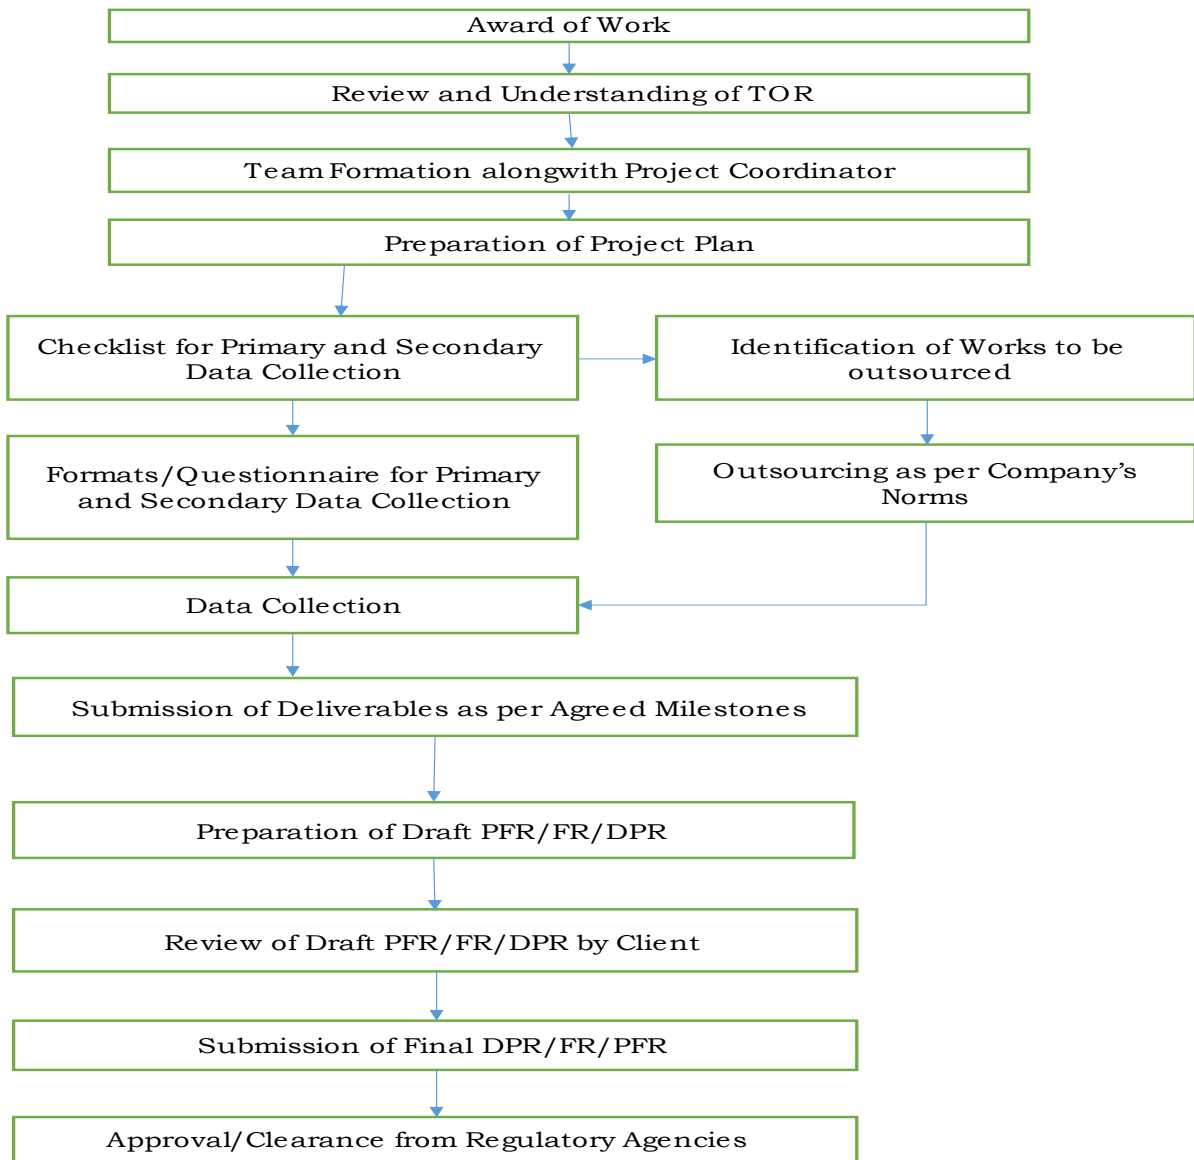 Award of Work
Review and Understanding of TOR
Team Formation alongwith Project Coordinator
Preparation of Project Plan
Checklist for Primary and Secondary
Data Collection
Identification of Works to be
outsourced
Formats/Questionnaire for Primary
and Secondary Data Collection
Outsourcing as per Company’s
Norms
Data Collection
Submission of Deliverables as per Agreed Milestones
Preparation of Draft PFR/FR/DPR
Review of Draft PFR/FR/DPR by Client
Submission of Final DPR/FR/PFR
Approval/Clearance from Regulatory Agencies